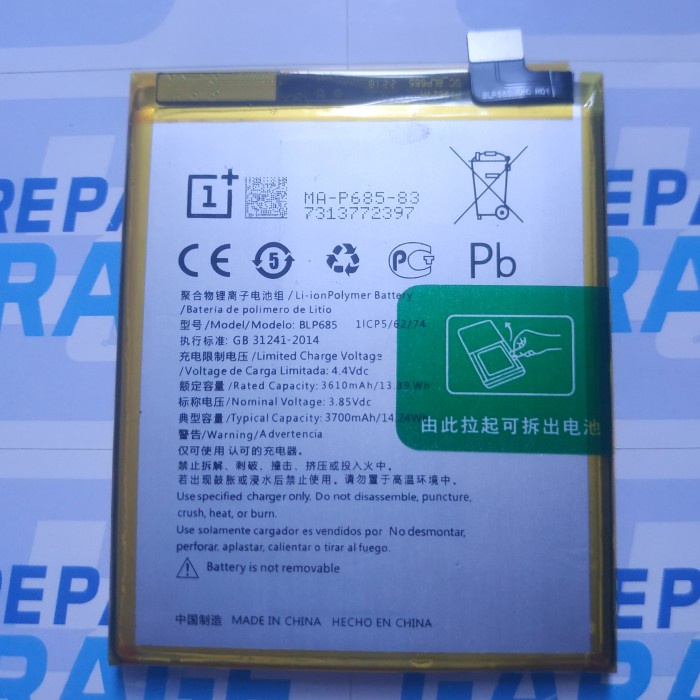 BLP685
MA-P685-83
7313772397
5
Pb
聚合物锂离子电池组/Li-ionPolymer Battery
/Batería de polimero de Litio
型号/Model/Modelo: BLP685 1ICP5/62/74
执行标准: GB 31241-2014
充电限制电压/Limited Charge Voltage
/Voltaje de Carga Limitada: 4.4Vdc
额定容量/Rated Capacity: 3610mAh/13.89Wh
标称电压/Nominal Voltage: 3.85Vdc
典型容量/Typical Capacity: 3700mAh/14.24Wh
警告/Warning/Advertencia
仅可使用 认可的充电器。
禁止拆解、刺破、撞击、挤压或投入火中。
若出现鼓胀或浸水后禁止使用。请勿置于高温环境中。
Use specified charger only. Do not disassemble, puncture,
crush, heat, or burn.
Use solamente cargador es vendidos por No desmontar,
perforar, aplastar, calientar o tirar al fuego.
Battery is not removable
中国制造 MADE IN CHINA HECHO EN CHINA
由此拉起可拆出电池
REPA
GARAGE